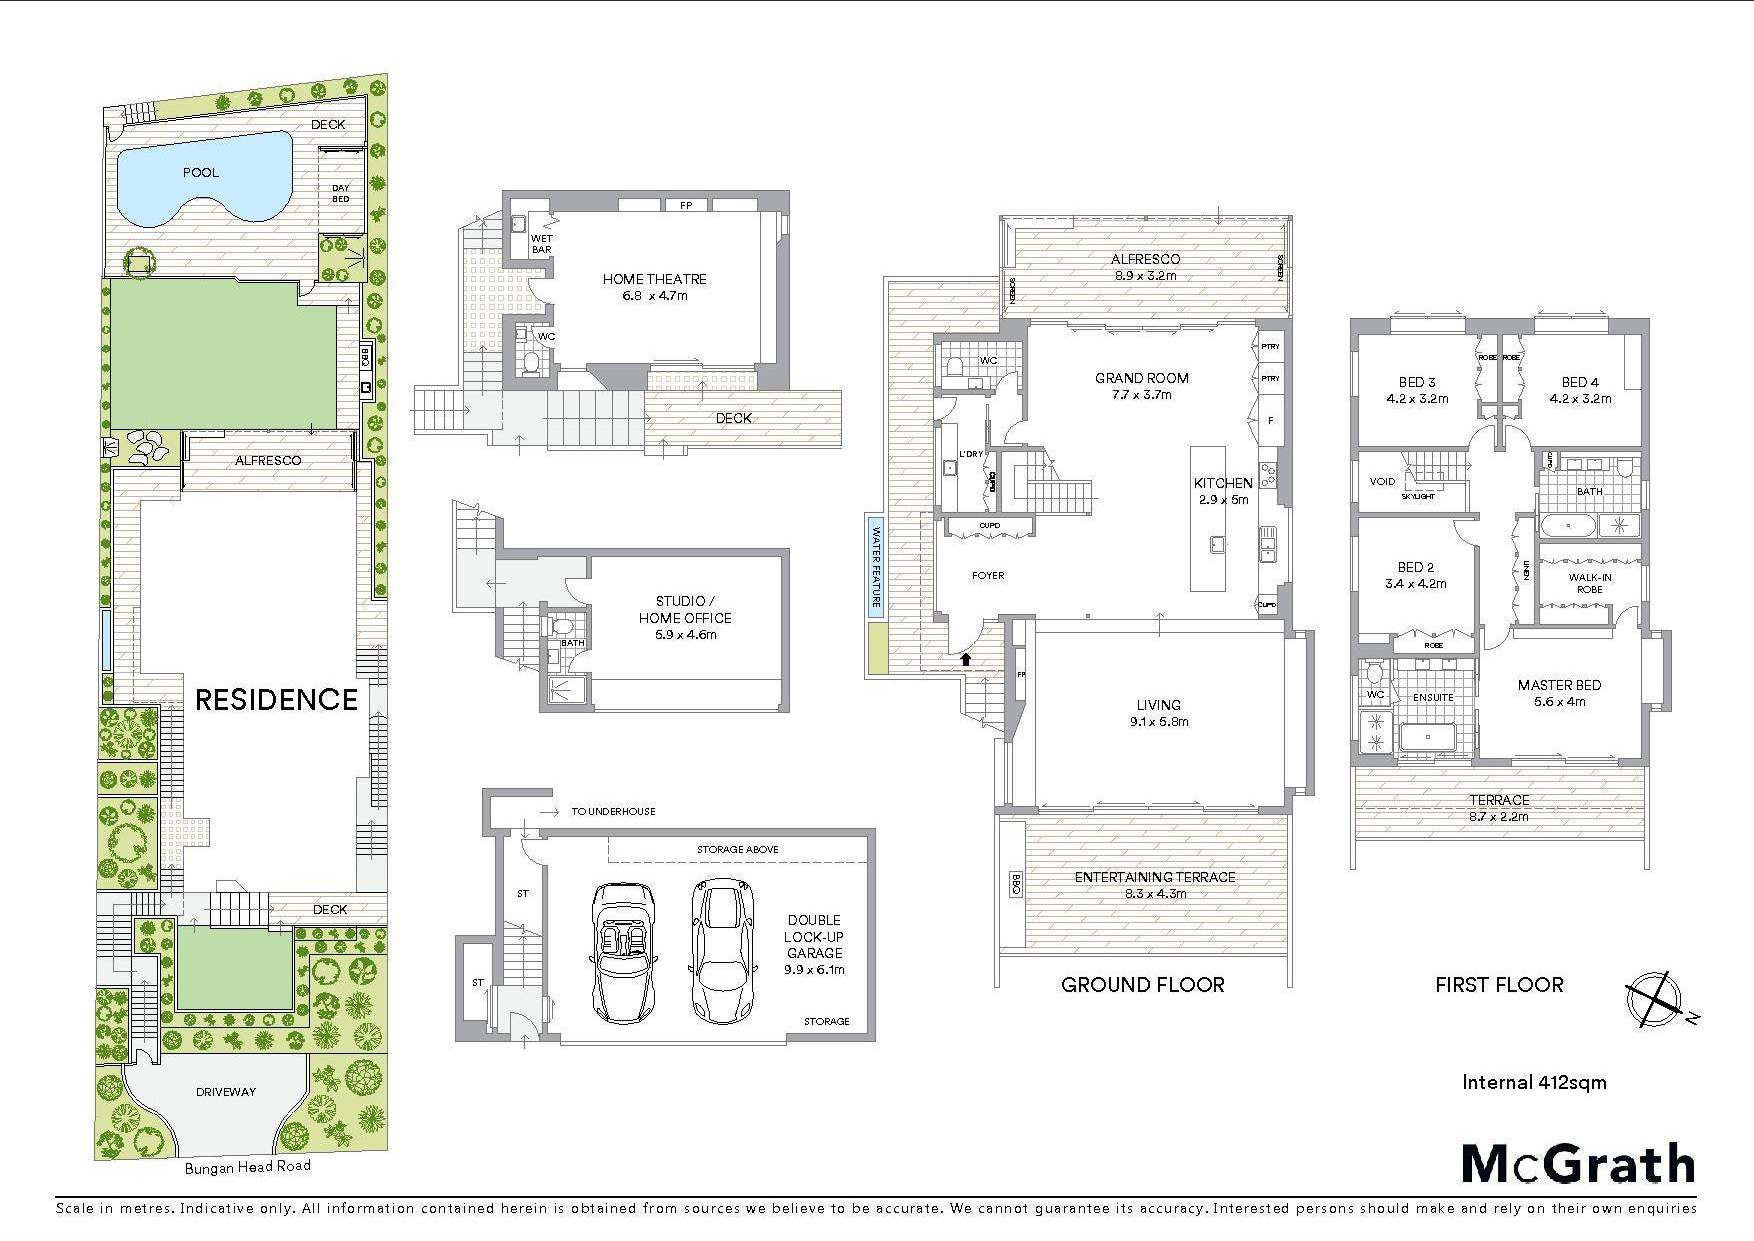 DECK
POOL
DAY
BED
BBQ
ALFRESCO
RESIDENCE
DECK
DRIVEWAY
Bungan Head Road
FP
WET
BAR
HOME THEATRE
6.8 x 4.7m
WC
DECK
STUDIO /
HOME OFFICE
5.9 x 4.6m
BATH
TO UNDERHOUSE
STORAGE ABOVE
ST
DOUBLE
LOCK-UP
GARAGE
9.9 x 6.1m
ST
STORAGE
ALFRESCO
8.9 x 3.2m
SCREEN
SCREEN
WC
GRAND ROOM
7.7 x 3.7m
PTRY
PTRY
F
L'DRY
CUPD
KITCHEN
2.9 x 5m
CUPD
FOYER
CUPD
WATER FEATURE
FP
LIVING
9.1 x 5.8m
BBQ
ENTERTAINING TERRACE
8.3 x 4.3m
GROUND FLOOR
BED 3
4.2 x 3.2m
ROBE
ROBE
BED 4
4.2 x 3.2m
VOID
SKYLIGHT
CUPD
BATH
BED 2
3.4 x 4.2m
LINEN
WALK-IN
ROBE
ROBE
WC
ENSUITE
MASTER BED
5.6 x 4m
TERRACE
8.7 x 2.2m
FIRST FLOOR
N
Internal 412sqm
McGrath
Scale in metres. Indicative only. All information contained herein is obtained from sources we believe to be accurate. We cannot guarantee its accuracy. Interested persons should make and rely on their own enquiries